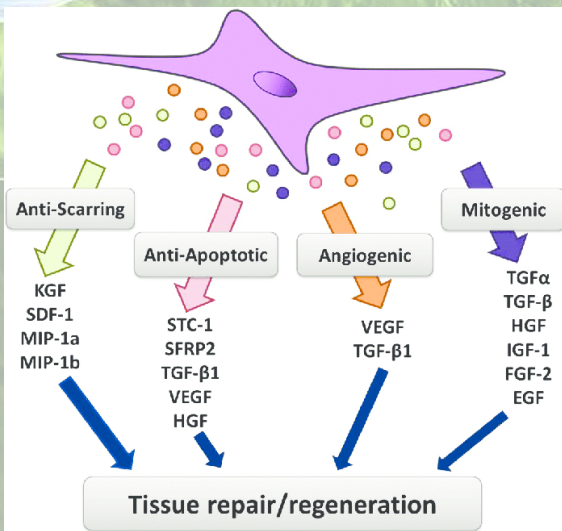 Anti-Scarring
KGF
SDF-1
MIP-1a
MIP-1b
Anti-Apoptotic
STC-1
SFRP2
TGF-β1
VEGF
HGF
Angiogenic
VEGF
TGF-β1
Mitogenic
TGFα
TGF-β
HGF
IGF-1
FGF-2
EGF
Tissue repair/regeneration